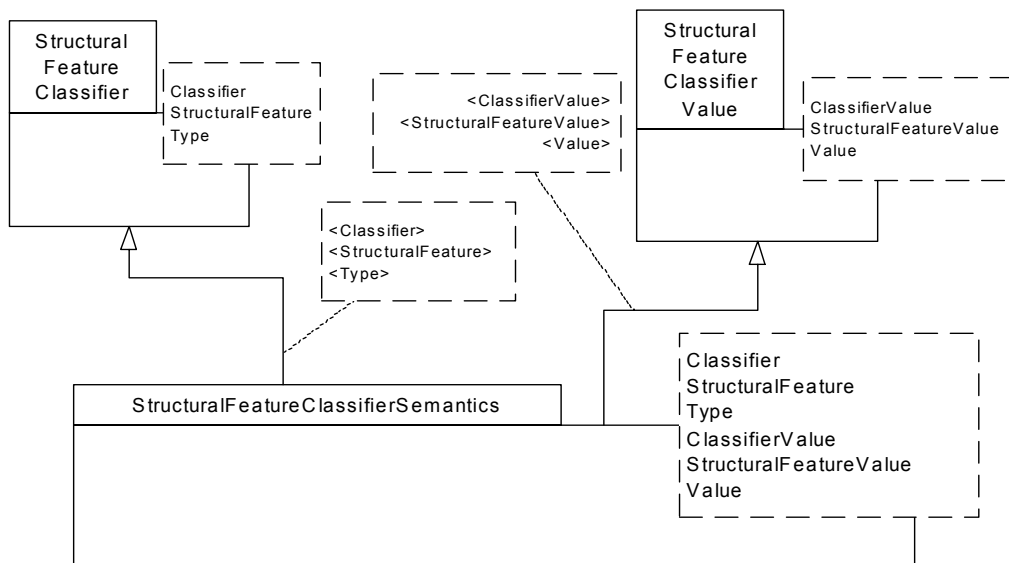 Structural
Feature
Classifier
Classifier
StructuralFeature
Type
<ClassifierValue>
<StructuralFeatureValue>
<Value>
Structural
Feature
Classifier
Value
ClassifierValue
StructuralFeatureValue
Value
<Classifier>
<StructuralFeature>
<Type>
StructuralFeatureClassifierSemantics
Classifier
StructuralFeature
Type
ClassifierValue
StructuralFeatureValue
Value